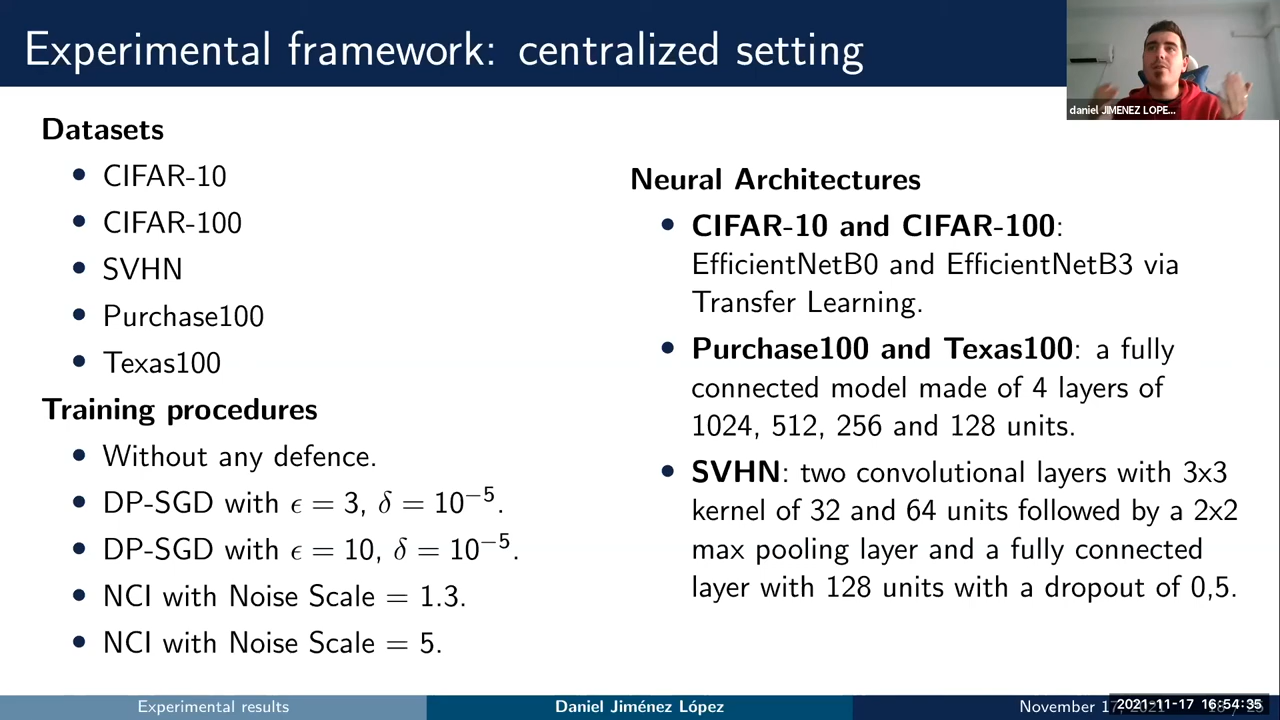 Experimental framework: centralized setting
daniel JIMENEZ LOPE...
Datasets
• CIFAR-10
• CIFAR-100
• SVHN
• Purchase100
• Texas100
Training procedures
• Without any defence.
• DP-SGD with ϵ = 3, δ = 10⁻⁵.
• DP-SGD with ϵ = 10, δ = 10⁻⁵.
• NCI with Noise Scale = 1.3.
• NCI with Noise Scale = 5.
Neural Architectures
• CIFAR-10 and CIFAR-100:
EfficientNetB0 and EfficientNetB3 via
Transfer Learning.
• Purchase100 and Texas100: a fully
connected model made of 4 layers of
1024, 512, 256 and 128 units.
• SVHN: two convolutional layers with 3x3
kernel of 32 and 64 units followed by a 2x2
max pooling layer and a fully connected
layer with 128 units with a dropout of 0,5.
Experimental results
Daniel Jiménez López
November 17, 2021
2021-11-17 16:54:35